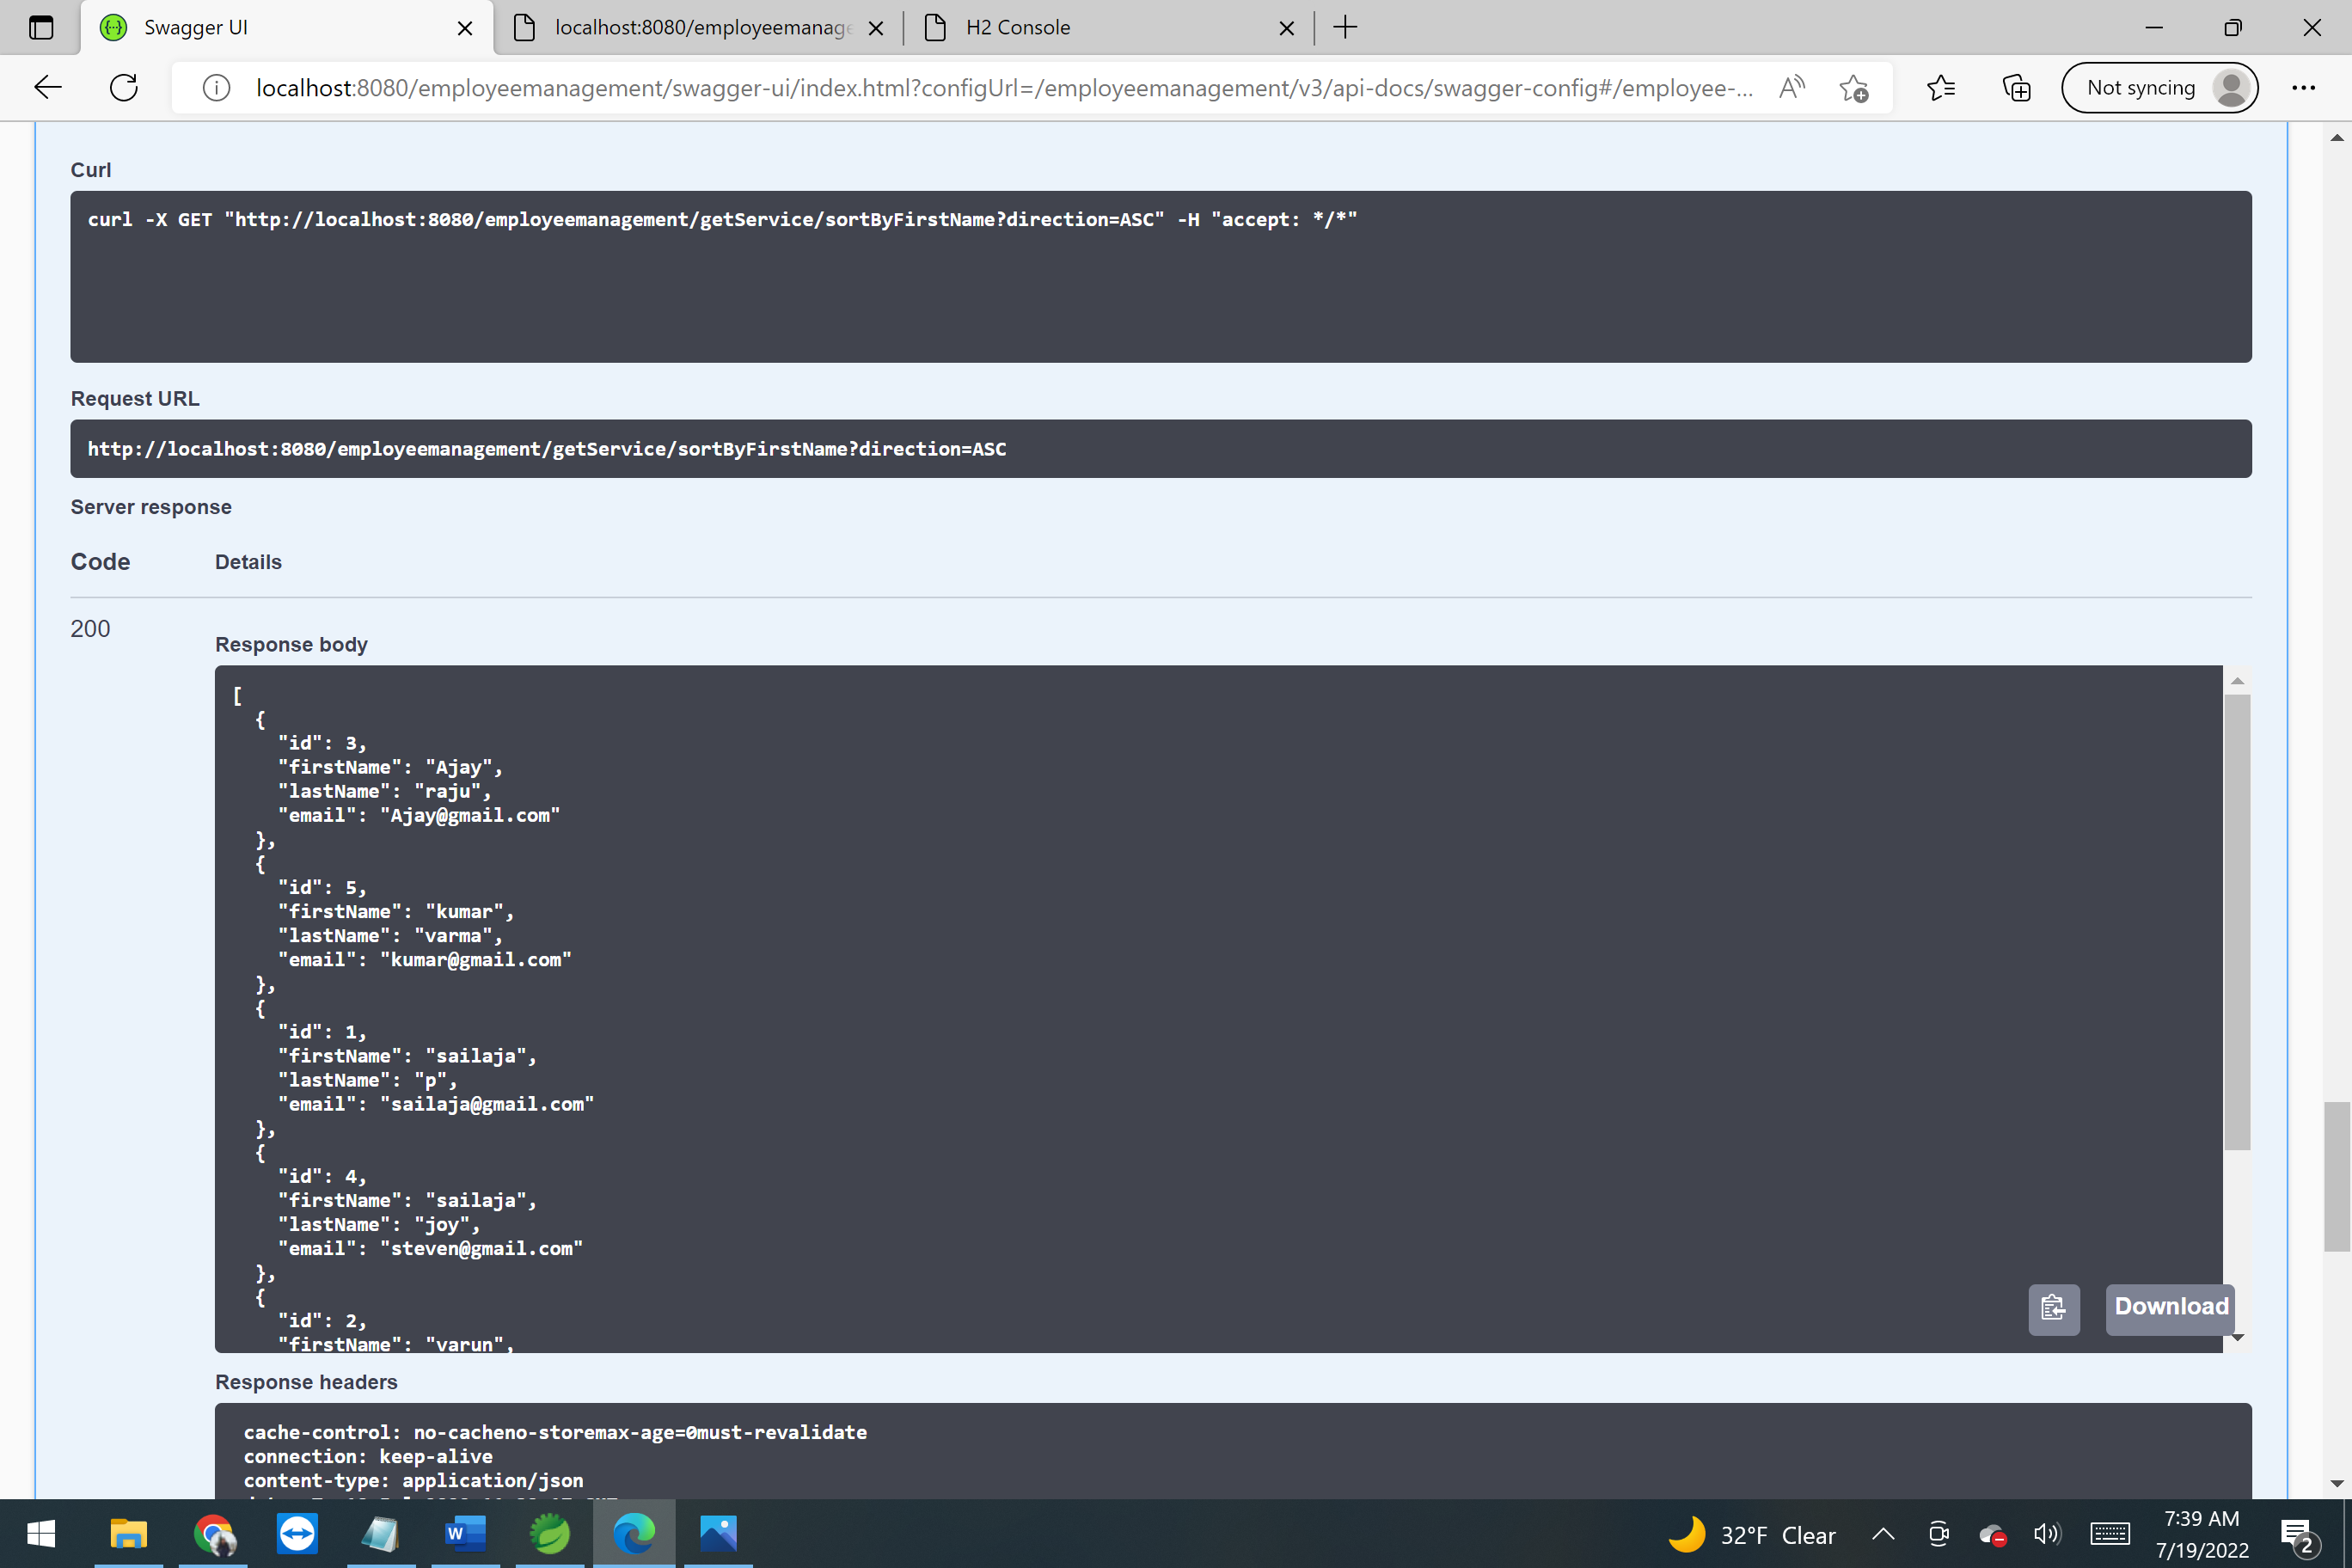 Swagger UI
localhost:8080/employeemanage
H2 Console
localhost:8080/employeemanagement/swagger-ui/index.html?configUrl=/employeemanagement/v3/api-docs/swagger-config#/employee-...
Not syncing
Curl
curl -X GET "http://localhost:8080/employeemanagement/getService/sortByFirstName?direction=ASC" -H "accept: */*"
Request URL
http://localhost:8080/employeemanagement/getService/sortByFirstName?direction=ASC
Server response
Code Details
200
Response body
[
{
"id": 3,
"firstName": "Ajay",
"lastName": "raju",
"email": "Ajay@gmail.com"
},
{
"id": 5,
"firstName": "kumar",
"lastName": "varma",
"email": "kumar@gmail.com"
},
{
"id": 1,
"firstName": "sailaja",
"lastName": "p",
"email": "sailaja@gmail.com"
},
{
"id": 4,
"firstName": "sailaja",
"lastName": "joy",
"email": "steven@gmail.com"
},
{
"id": 2,
"firstName": "varun",
Download
Response headers
cache-control: no-cacheno-storemax-age=0must-revalidate
connection: keep-alive
content-type: application/json
32°F Clear
7:39 AM
7/19/2022
2